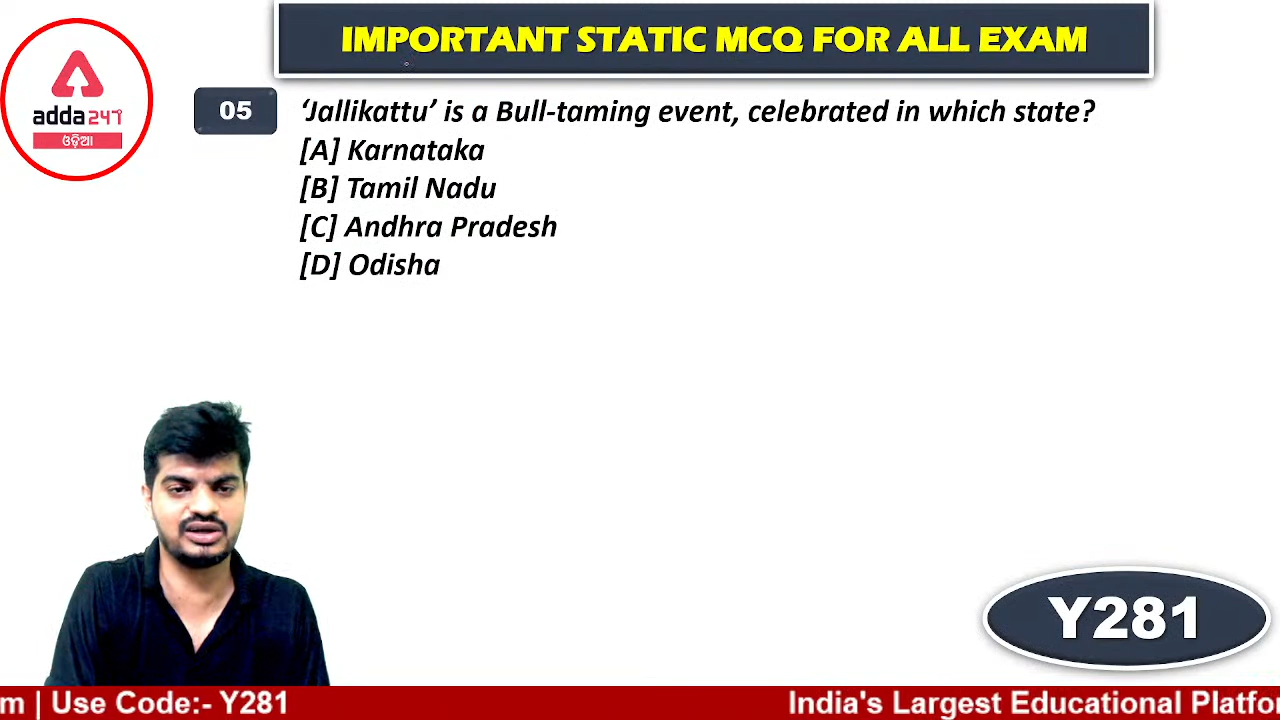 IMPORTANT STATIC MCQ FOR ALL EXAM
adda247
ଓଡ଼ିଆ
05
‘Jallikattu’ is a Bull-taming event, celebrated in which state?
[A] Karnataka
[B] Tamil Nadu
[C] Andhra Pradesh
[D] Odisha
Y281
m | Use Code:- Y281
India's Largest Educational Platfo